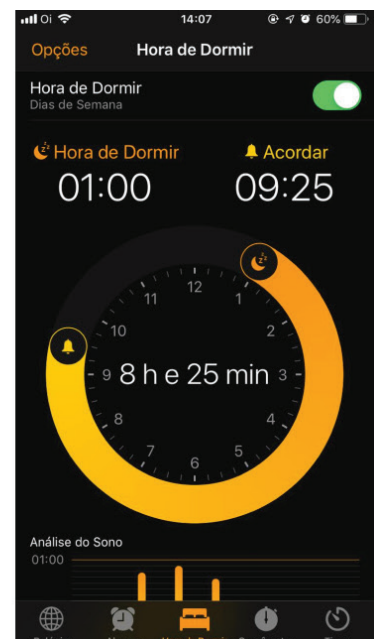 Oi 14:07 60%
Opções Hora de Dormir
Hora de Dormir
Dias de Semana
Hora de Dormir Acordar
01:00 09:25
12
11 1
10 2
9 8 h e 25 min 3
8 4
7 5
6
Análise do Sono
01:00